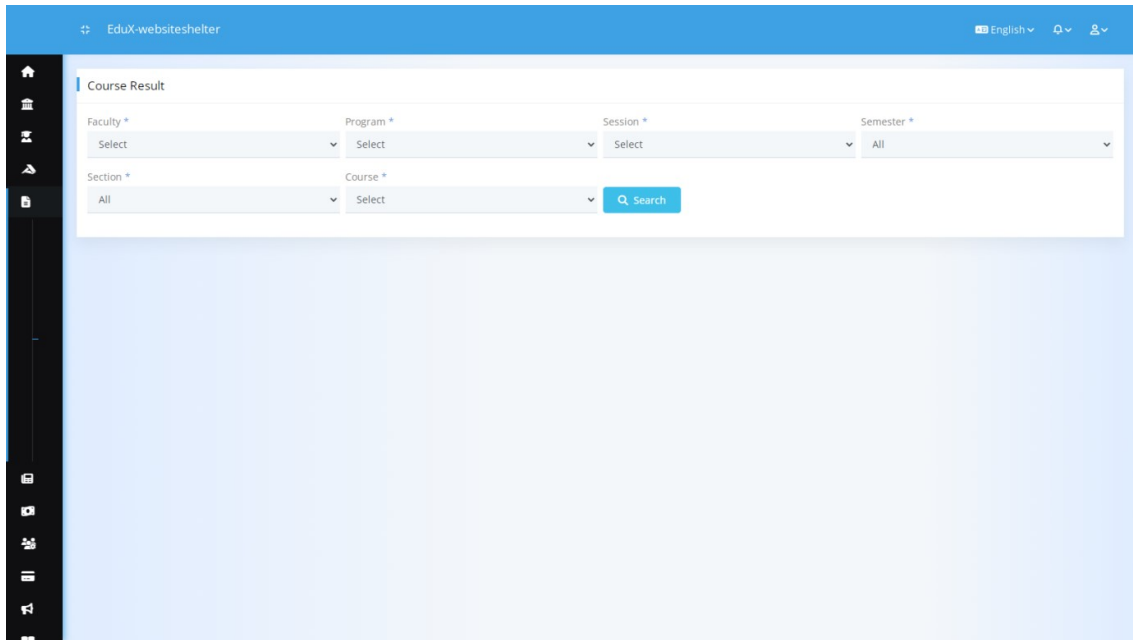 EduX-websiteshelter English
Course Result
Faculty * Program * Session * Semester *
Select Select Select All
Section * Course *
All Select Search